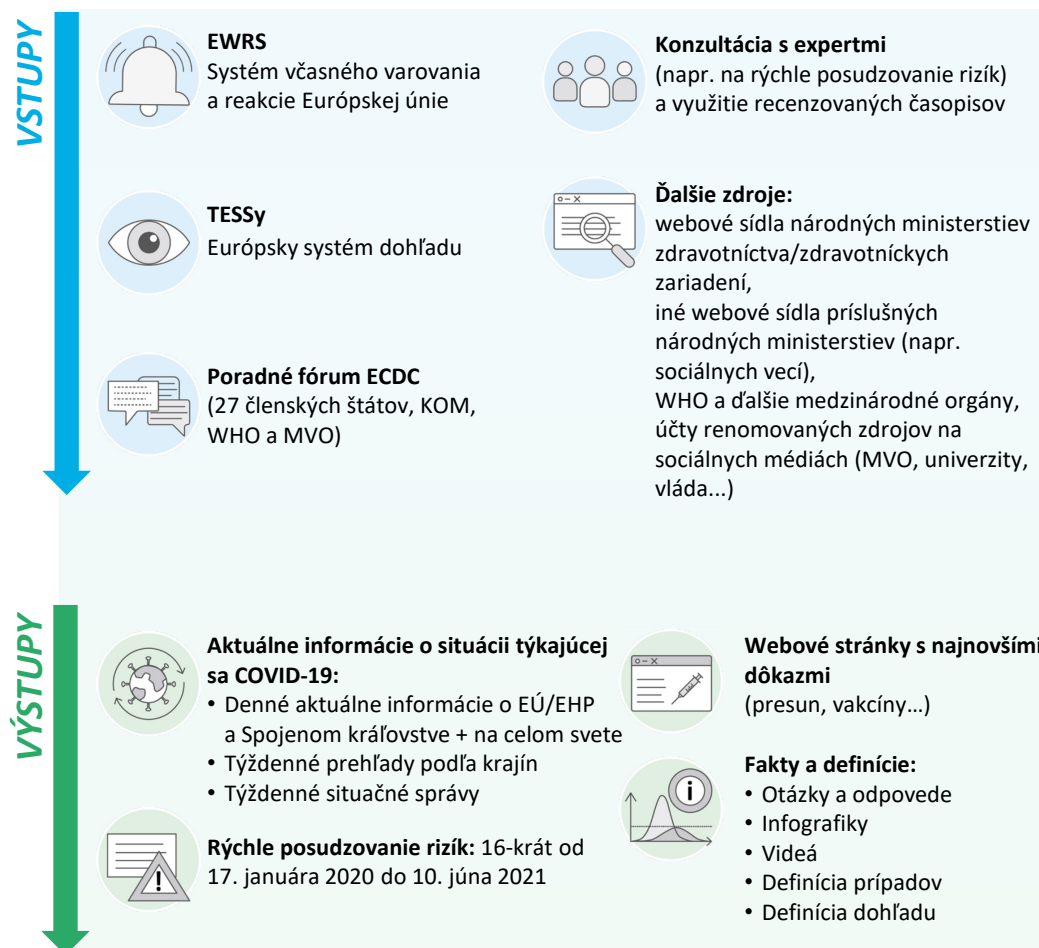 VSTUPY
EWRS
Systém včasného varovania
a reakcie Európskej únie
TESSy
Európsky systém dohľadu
Poradné fórum ECDC
(27 členských štátov, KOM,
WHO a MVO)
Konzultácia s expertmi
(napr. na rýchle posudzovanie rizík)
a využitie recenzovaných časopisov
Ďalšie zdroje:
webové sídla národných ministerstiev
zdravotníctva/zdravotníckych
zariadení,
iné webové sídla príslušných
národných ministerstiev (napr.
sociálnych vecí),
WHO a ďalšie medzinárodné orgány,
účty renomovaných zdrojov na
sociálnych médiách (MVO, univerzity,
vláda...)
VÝSTUPY
Aktuálne informácie o situácii týkajúcej
sa COVID-19:
• Denné aktuálne informácie o EÚ/EHP
a Spojenom kráľovstve + na celom svete
• Týždenné prehľady podľa krajín
• Týždenné situačné správy
Rýchle posudzovanie rizík: 16-krát od
17. januára 2020 do 10. júna 2021
Webové stránky s najnovšími
dôkazmi
(presun, vakcíny…)
Fakty a definície:
• Otázky a odpovede
• Infografiky
• Videá
• Definícia prípadov
• Definícia dohľadu